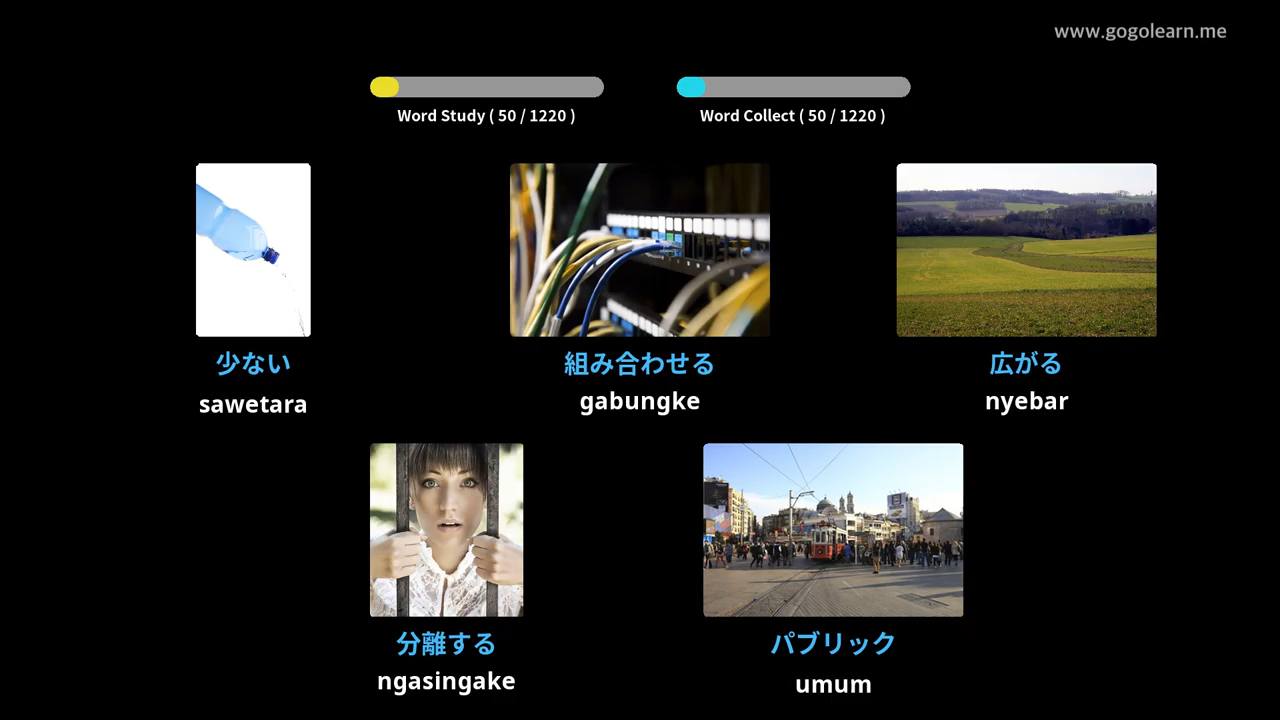 www.gogolearn.me
Word Study ( 50 / 1220 )
Word Collect ( 50 / 1220 )
少ない
sawetara
組み合わせる
gabungke
広がる
nyebar
分離する
ngasingake
パブリック
umum